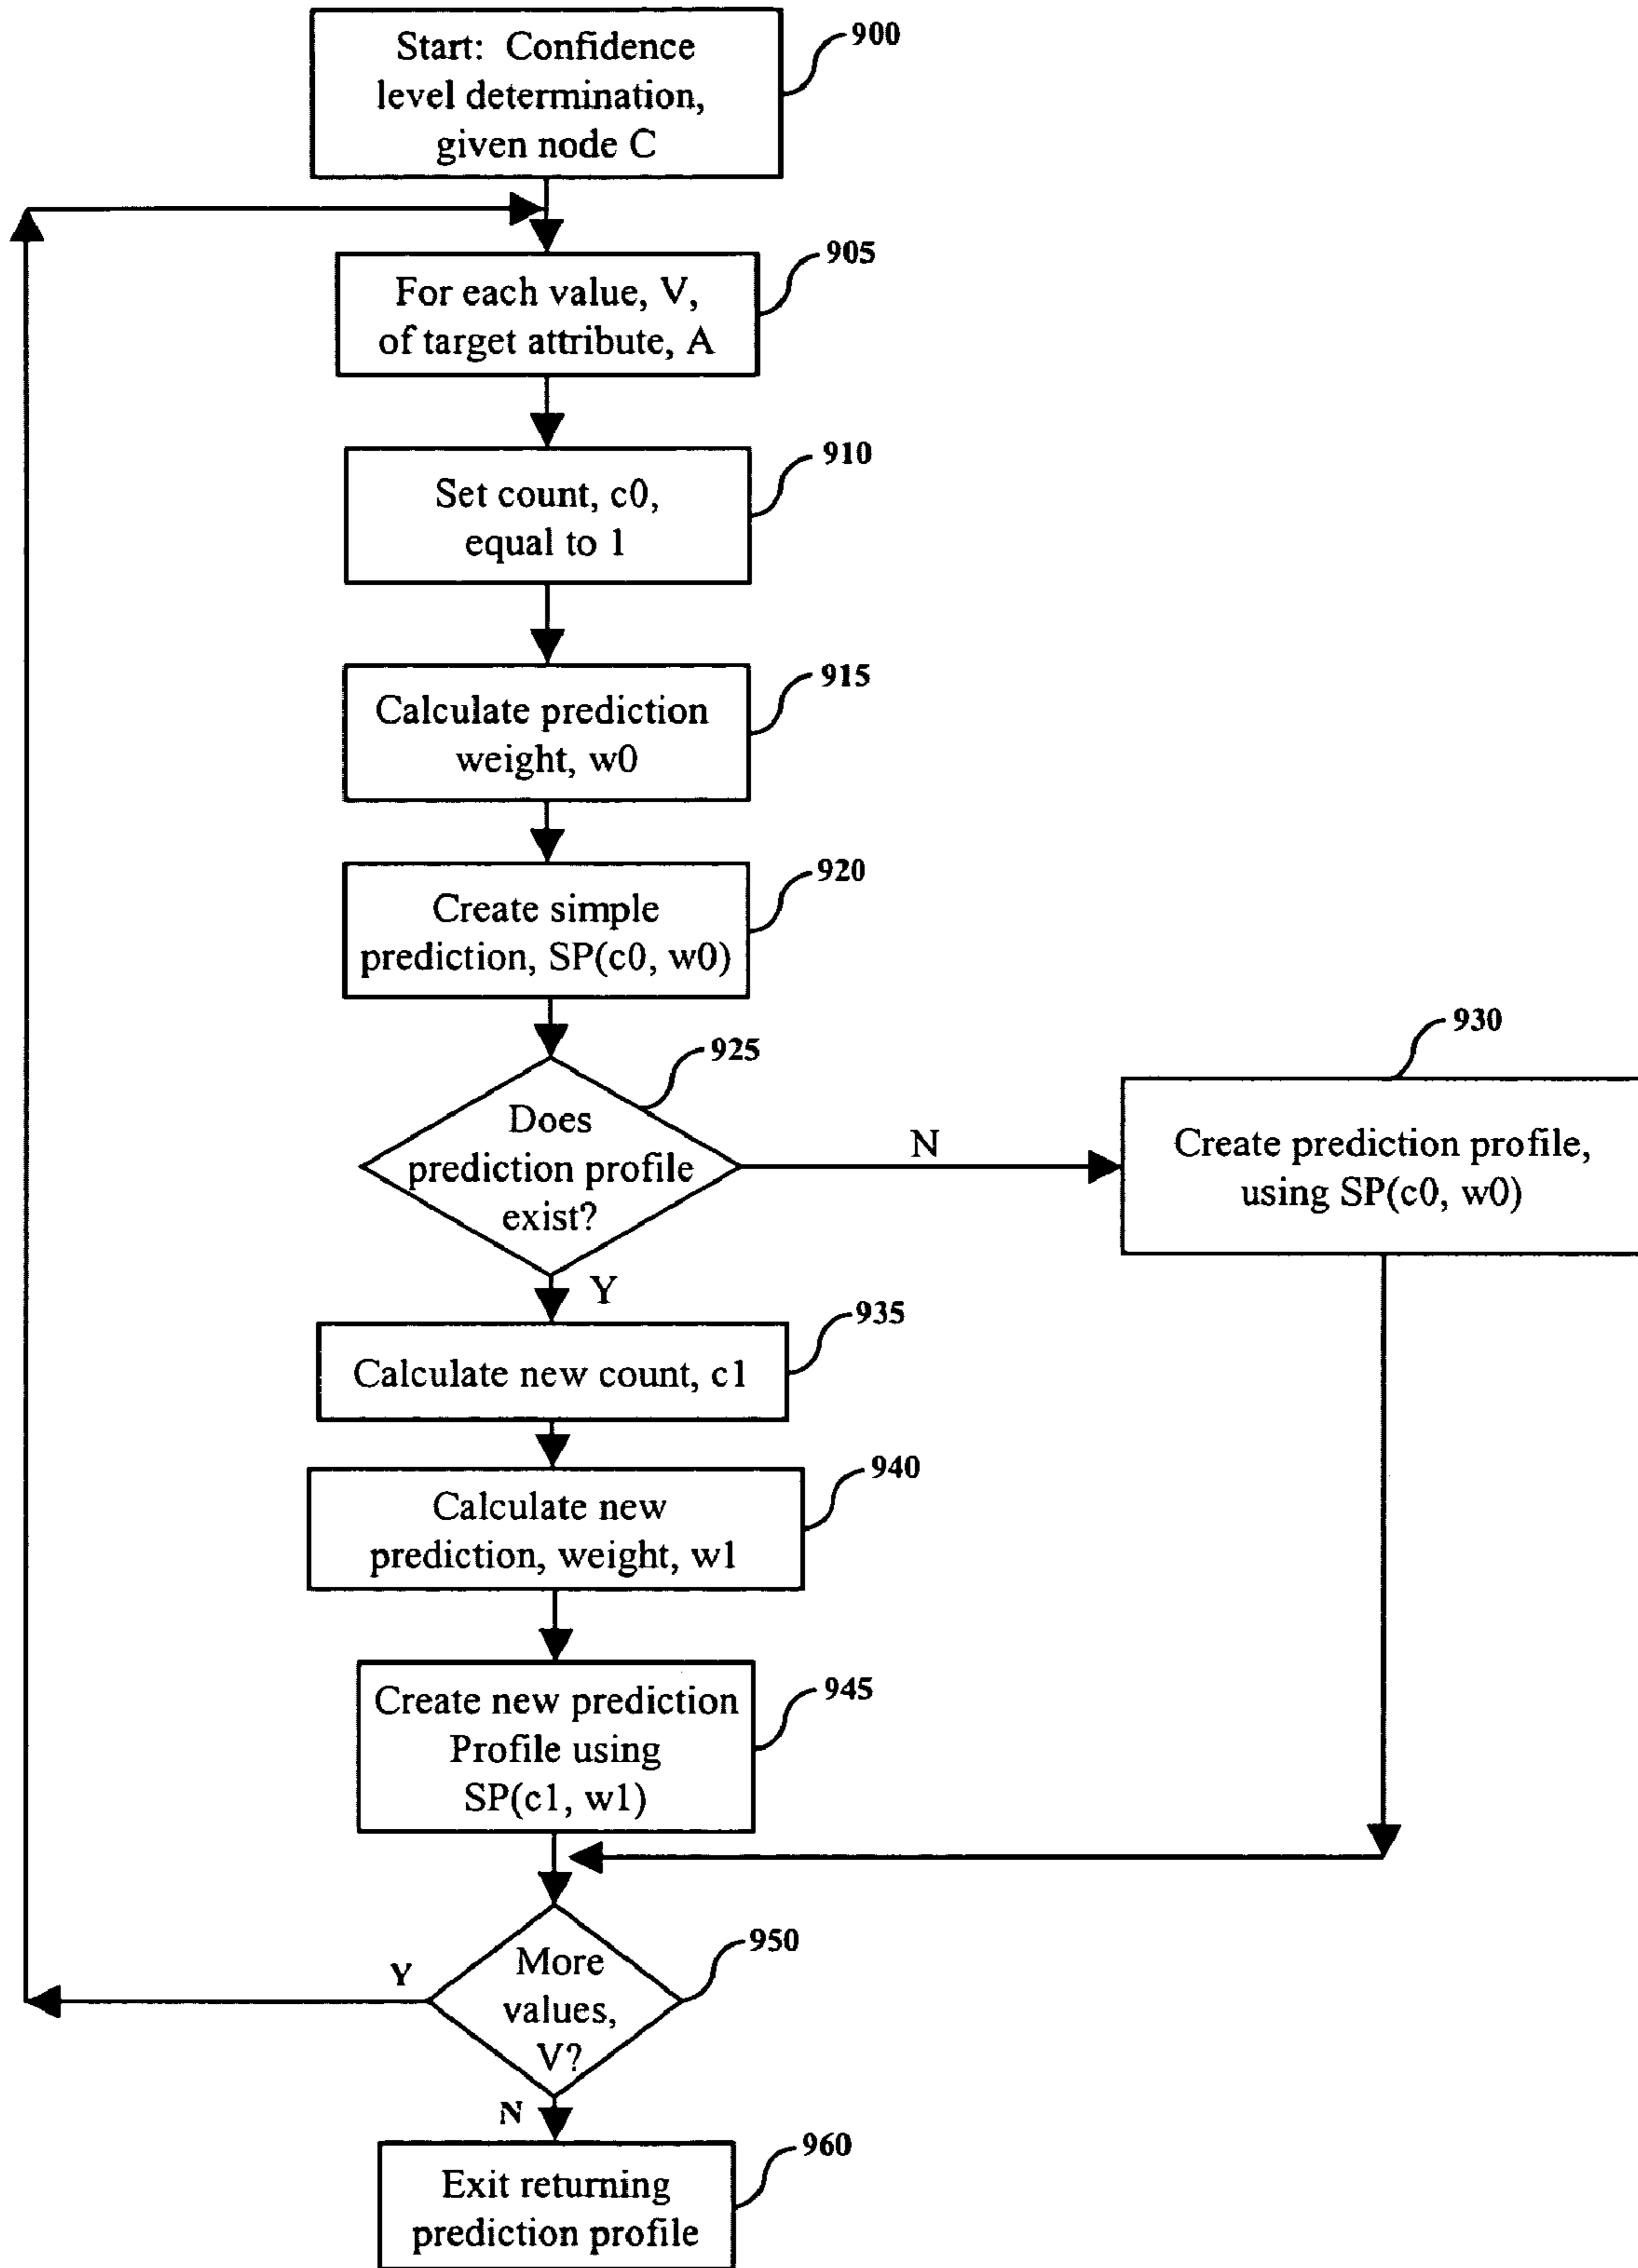 Start: Confidence
level determination,
given node C
900
For each value, V,
of target attribute, A
905
Set count, c0,
equal to 1
910
Calculate prediction
weight, w0
915
Create simple
prediction, SP(c0, w0)
920
Does
prediction profile
exist?
925
N
Create prediction profile,
using SP(c0, w0)
930
Y
Calculate new count, c1
935
Calculate new
prediction, weight, w1
940
Create new prediction
Profile using
SP(c1, w1)
945
More
values,
V?
950
Y
N
Exit returning
prediction profile
960